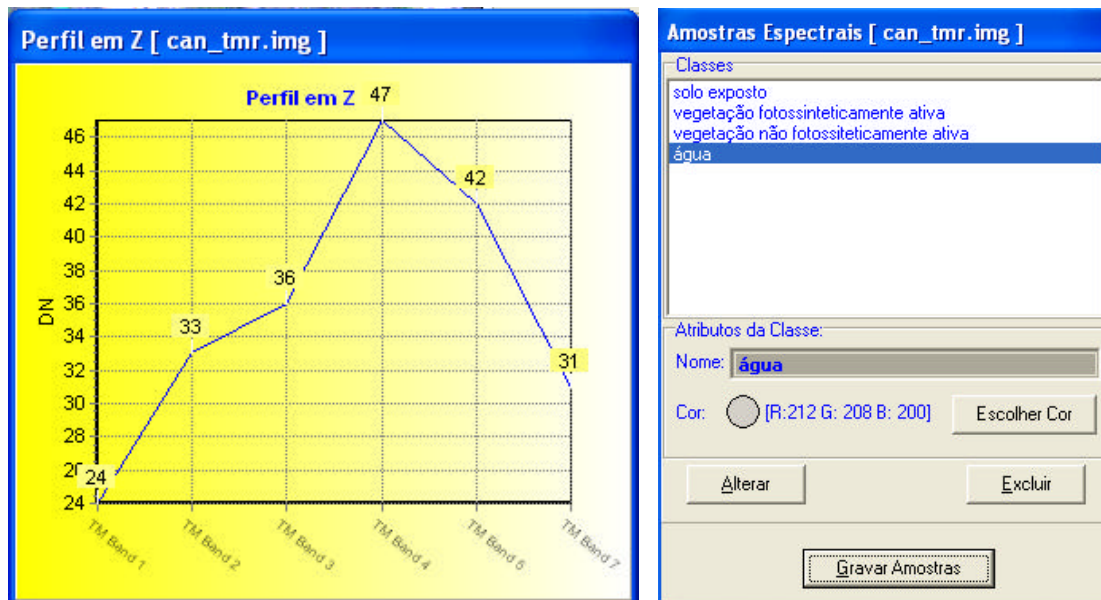 Perfil em Z [ can_tmr.img ]
Perfil em Z
47
46
44
42
40
38
36
34
32
30
28
24
DN
24
33
36
42
31
TM Band 1
TM Band 2
TM Band 3
TM Band 4
TM Band 7
Amostras Espectrais [ can_tmr.img ]
Classes
solo exposto
vegetação fotossinteticamente ativa
vegetação não fotossiteticamente ativa
água
Atributos da Classe:
Nome: água
Cor: [R:212 G: 208 B: 200] Escolher Cor
Alterar Excluir
Gravar Amostras